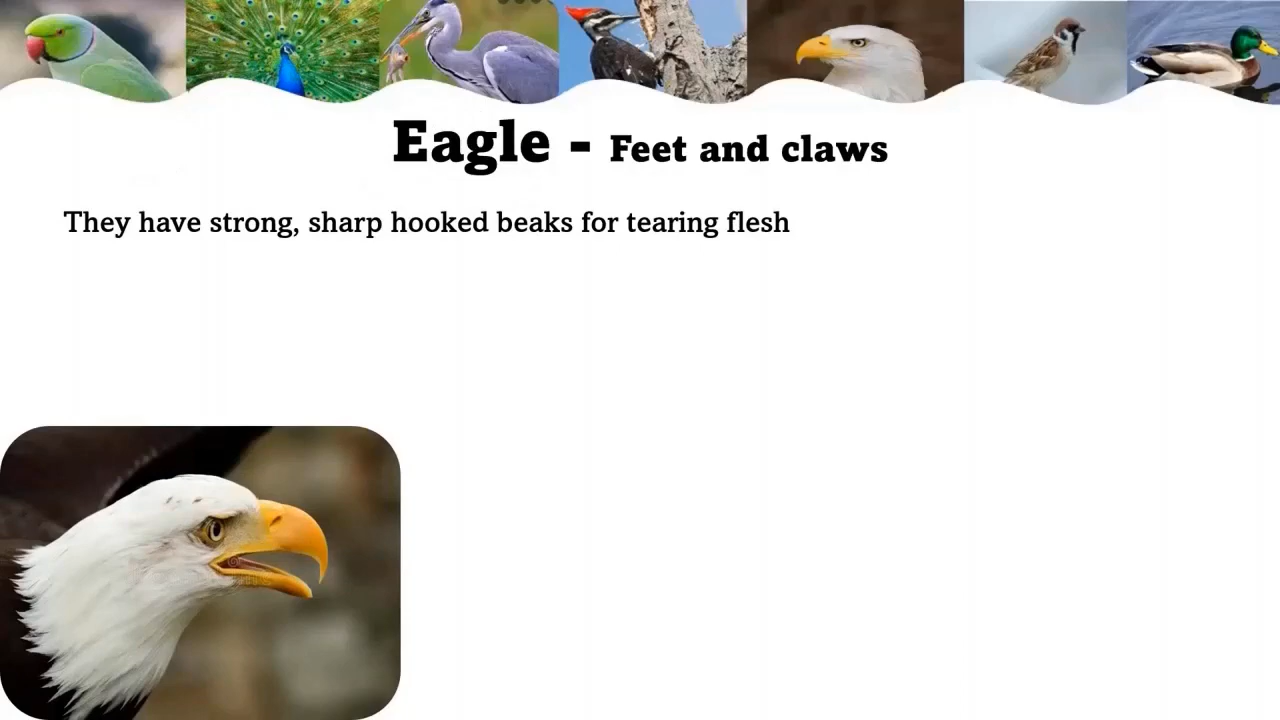 Eagle - Feet and claws
They have strong, sharp hooked beaks for tearing flesh